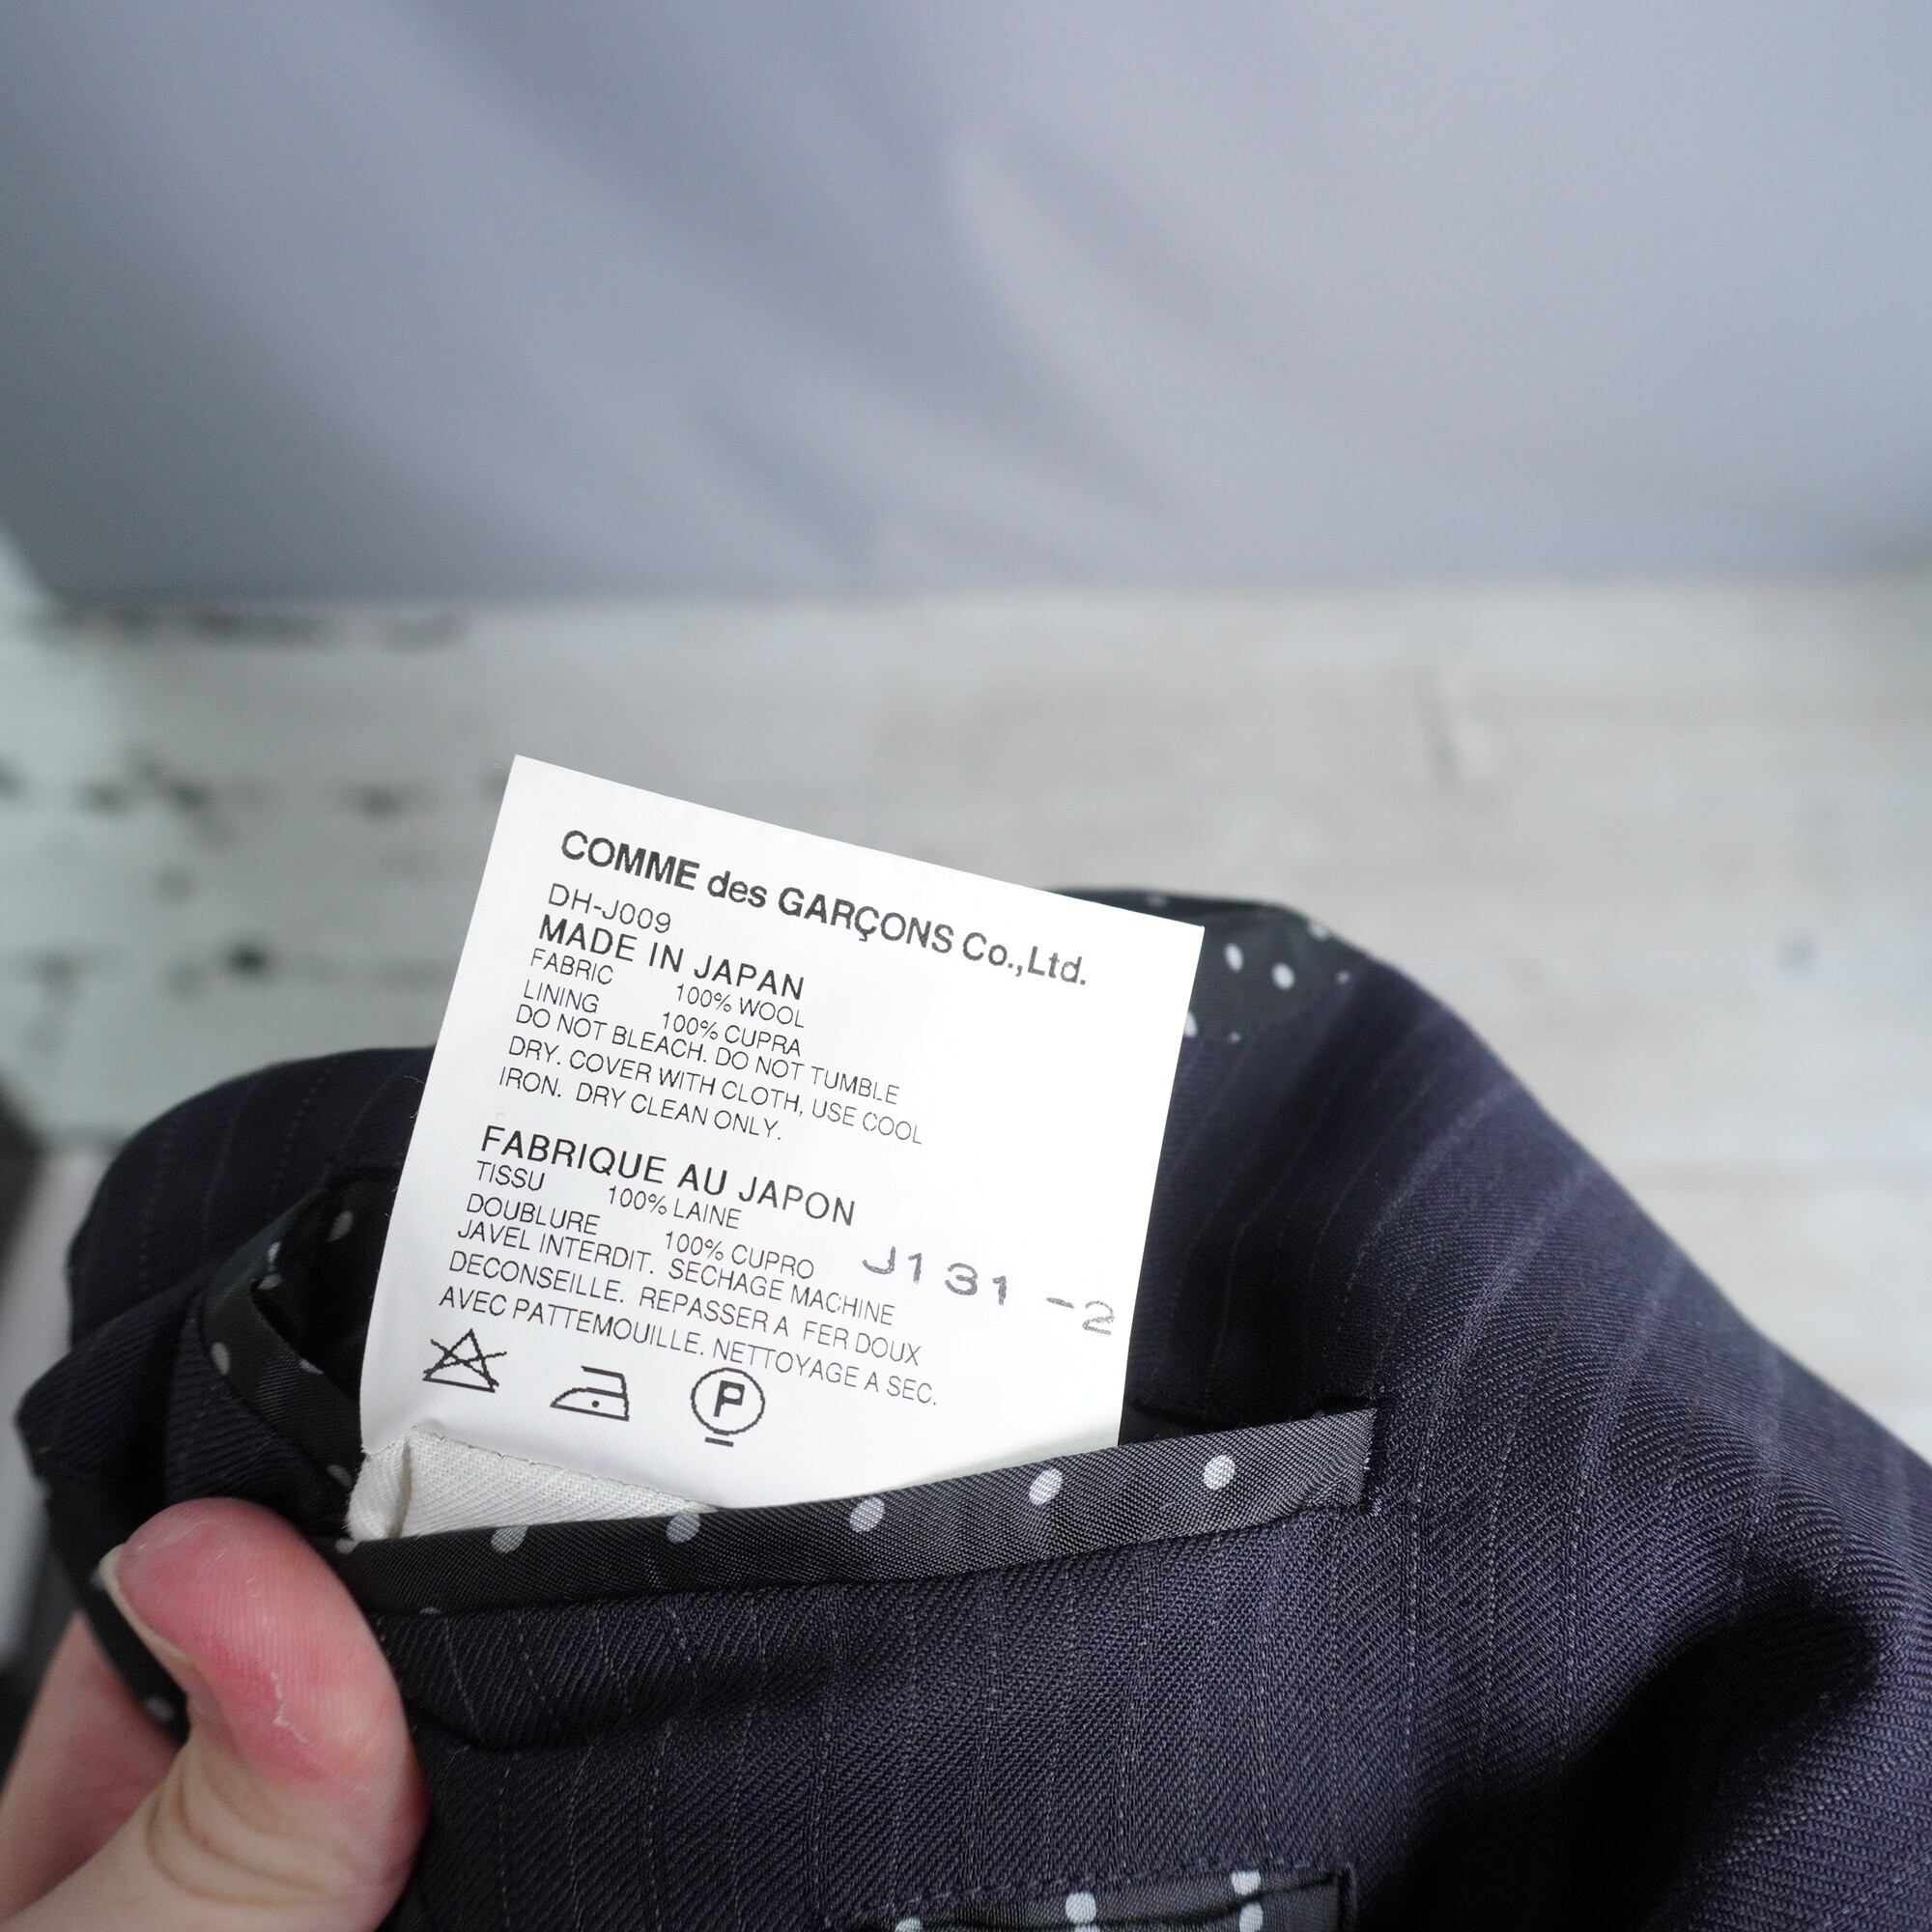 COMME des GARÇONS Co.,Ltd.
DH-J009
MADE IN JAPAN
FABRIC 100% WOOL
LINING 100% CUPRA
DO NOT BLEACH. DO NOT TUMBLE
DRY. COVER WITH CLOTH, USE COOL
IRON. DRY CLEAN ONLY.
FABRIQUE AU JAPON
TISSU 100% LAINE
DOUBLURE 100% CUPRO
JAVEL INTERDIT. SECHAGE MACHINE
DECONSEILLE. REPASSER A FER DOUX
AVEC PATTEMOUILLE. NETTOYAGE A SEC.
J131-2
P